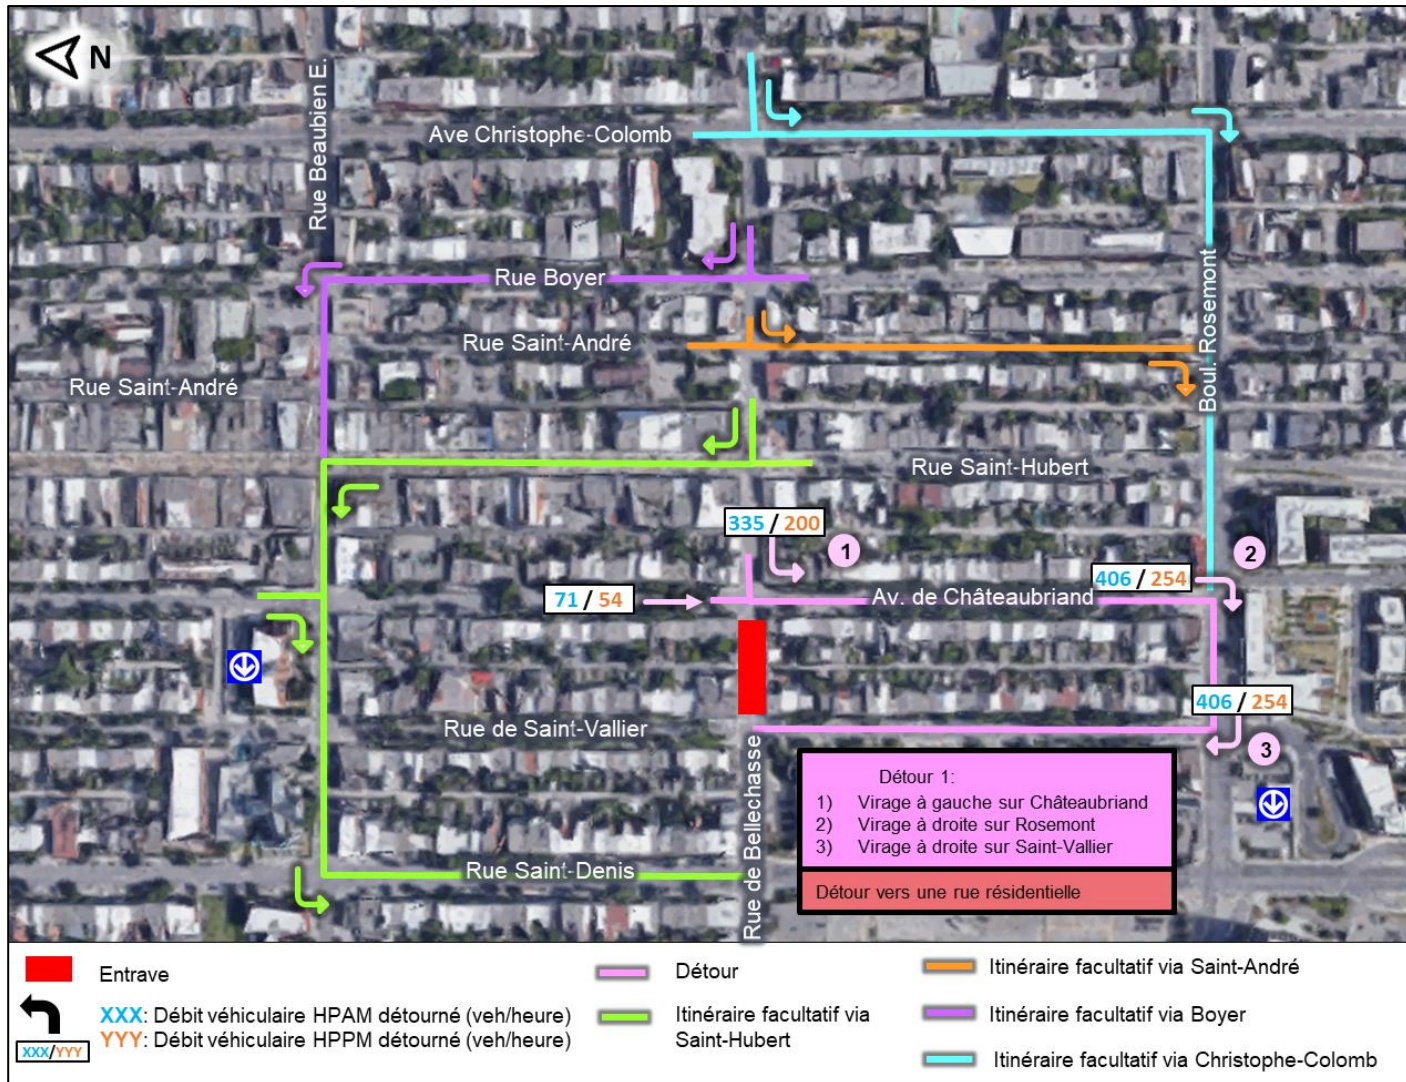 N
Rue Beaubien E.
Ave Christophe-Colomb
Boul. Rosemont
Rue Boyer
Rue Saint-André
Rue Saint-André
Rue Saint-Hubert
335 / 200
1
2
406 / 254
71 / 54
Av. de Châteaubriand
406 / 254
Rue de Saint-Vallier
3
Rue de Bellechasse
Détour 1:
1) Virage à gauche sur Châteaubriand
2) Virage à droite sur Rosemont
3) Virage à droite sur Saint-Vallier
Détour vers une rue résidentielle
Rue Saint-Denis
Entrave
XXX: Débit véhiculaire HPAM détourné (veh/heure)
YYY: Débit véhiculaire HPPM détourné (veh/heure)
XXX/YYY
Détour
Itinéraire facultatif via
Saint-Hubert
Itinéraire facultatif via Saint-André
Itinéraire facultatif via Boyer
Itinéraire facultatif via Christophe-Colomb